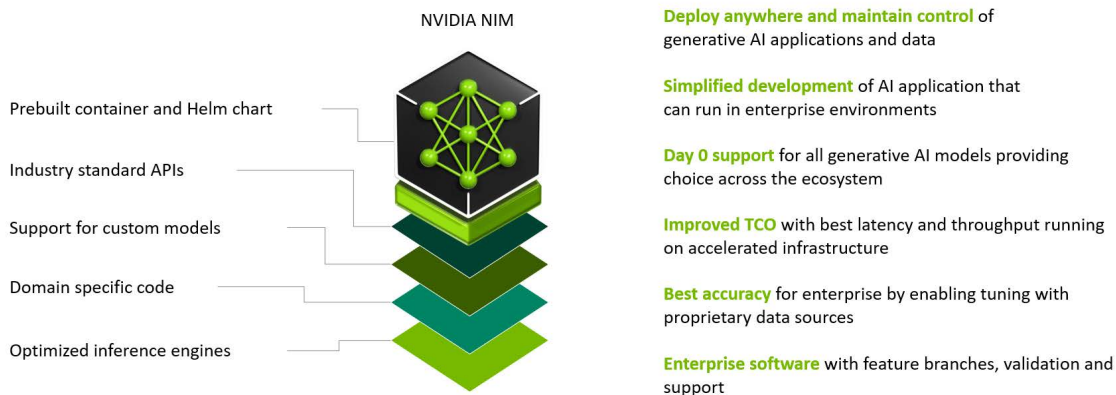 NVIDIA NIM
Prebuilt container and Helm chart
Industry standard APIs
Support for custom models
Domain specific code
Optimized inference engines
Deploy anywhere and maintain control of
generative AI applications and data
Simplified development of AI application that
can run in enterprise environments
Day 0 support for all generative AI models providing
choice across the ecosystem
Improved TCO with best latency and throughput running
on accelerated infrastructure
Best accuracy for enterprise by enabling tuning with
proprietary data sources
Enterprise software with feature branches, validation and
support